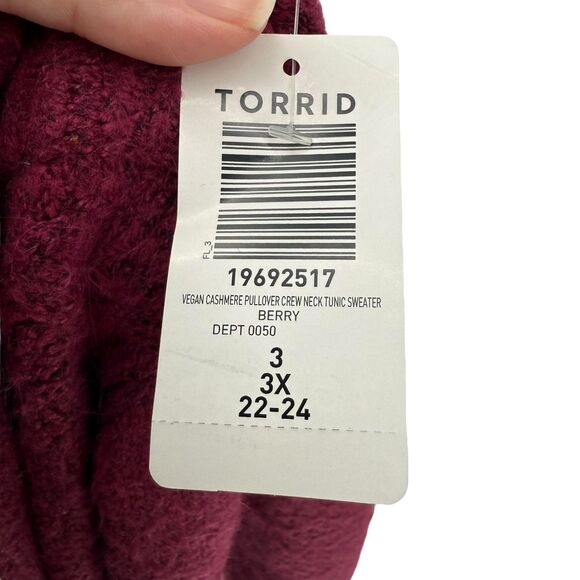 TORRID
FL_3
19692517
VEGAN CASHMERE PULLOVER CREW NECK TUNIC SWEATER
BERRY
DEPT 0050
3
3X
22-24